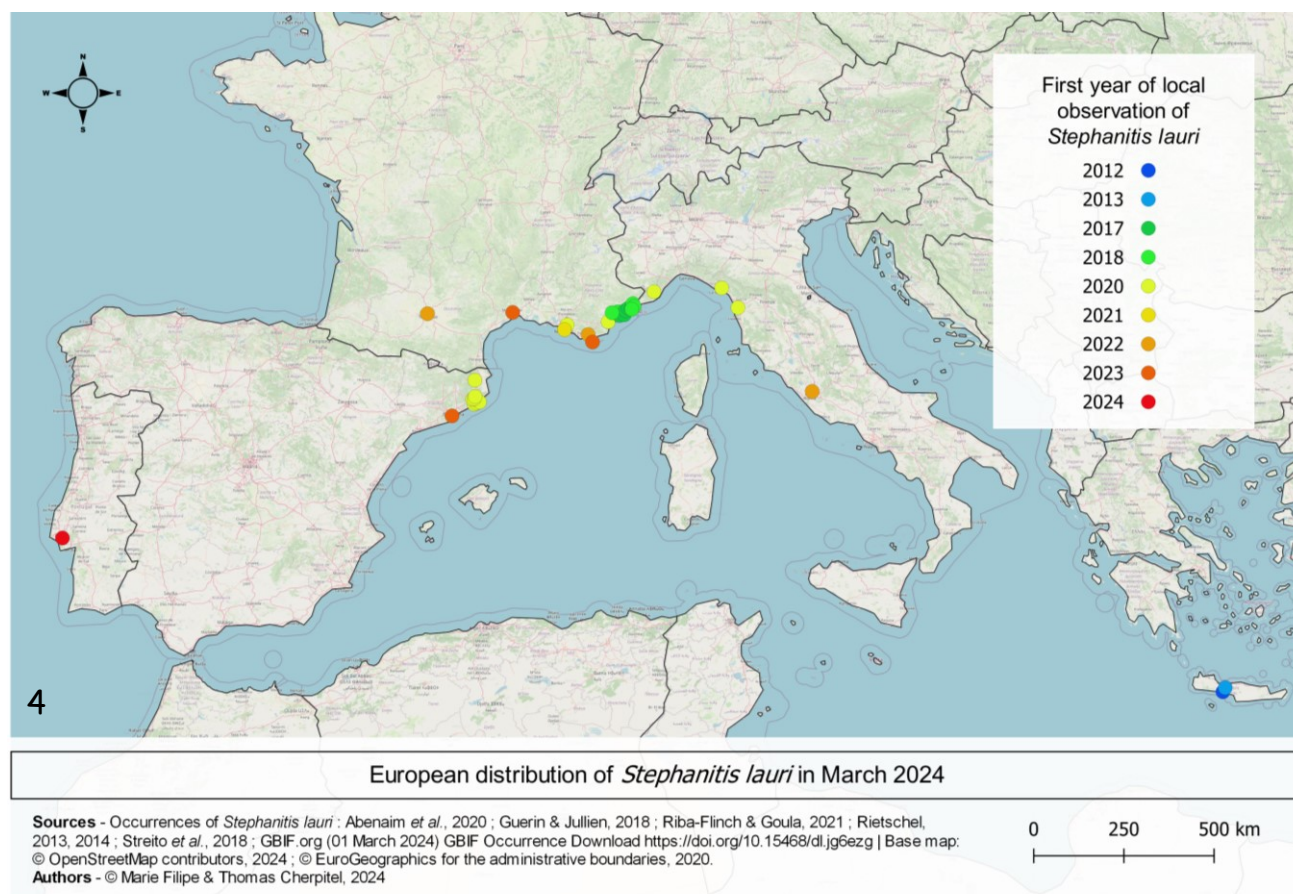 N
W E
S
First year of local
observation of
Stephanitis lauri
2012
2013
2017
2018
2020
2021
2022
2023
2024
4
European distribution of Stephanitis lauri in March 2024
Sources - Occurrences of Stephanitis lauri : Abenaim et al., 2020 ; Guerin & Jullien, 2018 ; Riba-Flinch & Goula, 2021 ; Rietschel,
2013, 2014 ; Streito et al., 2018 ; GBIF.org (01 March 2024) GBIF Occurrence Download https://doi.org/10.15468/dl.jg6ezg | Base map:
© OpenStreetMap contributors, 2024 ; © EuroGeographics for the administrative boundaries, 2020.
Authors - © Marie Filipe & Thomas Cherpitel, 2024
0 250 500 km